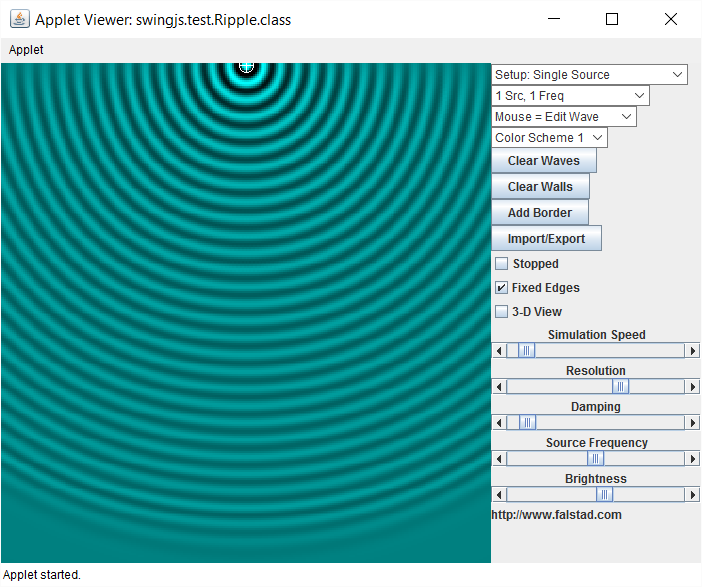 Applet Viewer: swingjs.test.Ripple.class
Applet
Setup: Single Source
1 Src, 1 Freq
Mouse = Edit Wave
Color Scheme 1
Clear Waves
Clear Walls
Add Border
Import/Export
Stopped
Fixed Edges
3-D View
Simulation Speed
Resolution
Damping
Source Frequency
Brightness
http://www.falstad.com
Applet started.